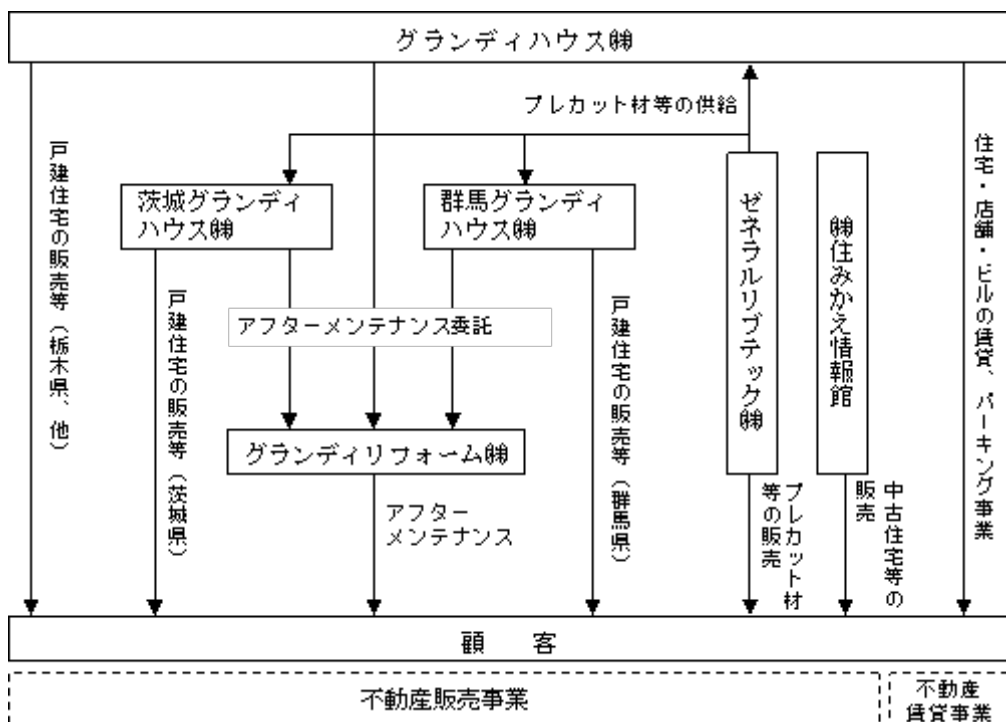 グランディハウス㈱
プレカット材等の供給
戸建住宅の販売等（栃木県、他）
茨城グランディ
ハウス㈱
群馬グランディ
ハウス㈱
ゼネラルリブテック㈱
㈱住みかえ情報館
住宅・店舗・ビルの賃貸、パーキング事業
アフターメンテナンス委託
戸建住宅の販売等（茨城県）
戸建住宅の販売等（群馬県）
グランディリフォーム㈱
アフター
メンテナンス
プレカット材
等の販売
中古住宅等の
販売
顧　客
不動産販売事業
不動産
賃貸事業